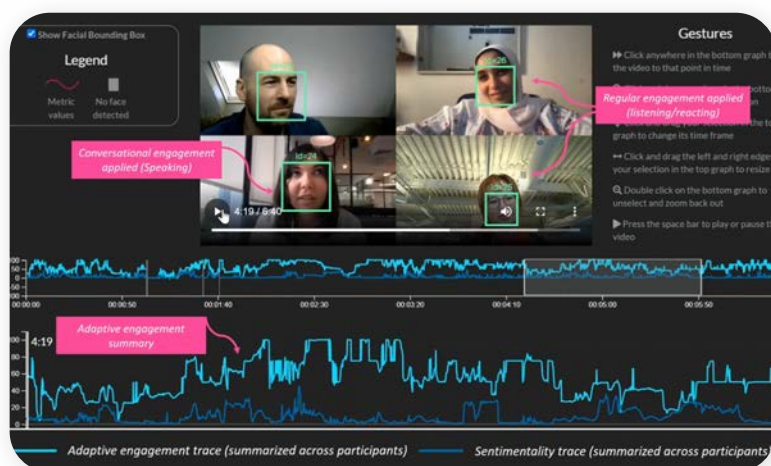 Show Facial Bounding Box
Legend
Metric values
No face detected
id=26
id=24
id=25
Conversational engagement applied (Speaking)
Regular engagement applied (listening/reacting)
4:19 / 6:40
Gestures
Click anywhere in the bottom graph
the video to that point in time
graph to change its time frame
Click and drag the left and right edges
your selection in the top graph to resize
Double click on the bottom graph to
unselect and zoom back out
Press the space bar to play or pause
video
00:00:00
00:00:50
00:01:40
00:02:30
00:03:20
00:04:10
00:05:00
00:05:50
4:19
Adaptive engagement summary
80
60
40
20
0
Adaptive engagement trace (summarized across participants)
Sentimentality trace (summarized across participants)